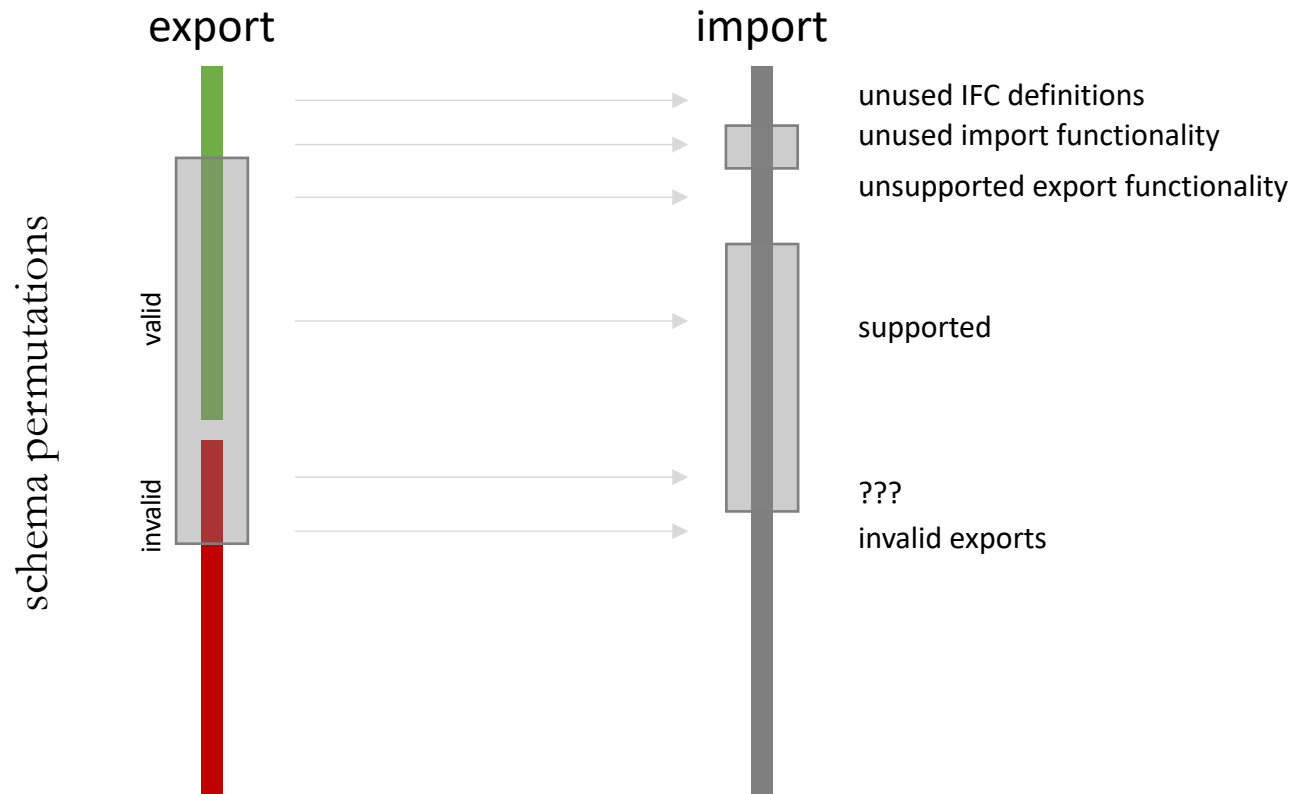 export
import
unused IFC definitions
unused import functionality
unsupported export functionality
schema permutations
valid
supported
invalid
???
invalid exports